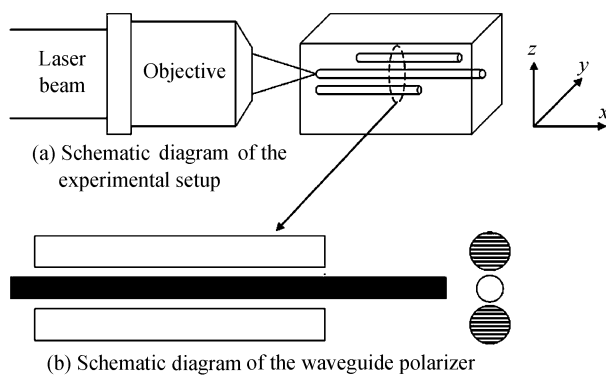 Laser
beam
Objective
z
y
x
(a) Schematic diagram of the
experimental setup
(b) Schematic diagram of the waveguide polarizer